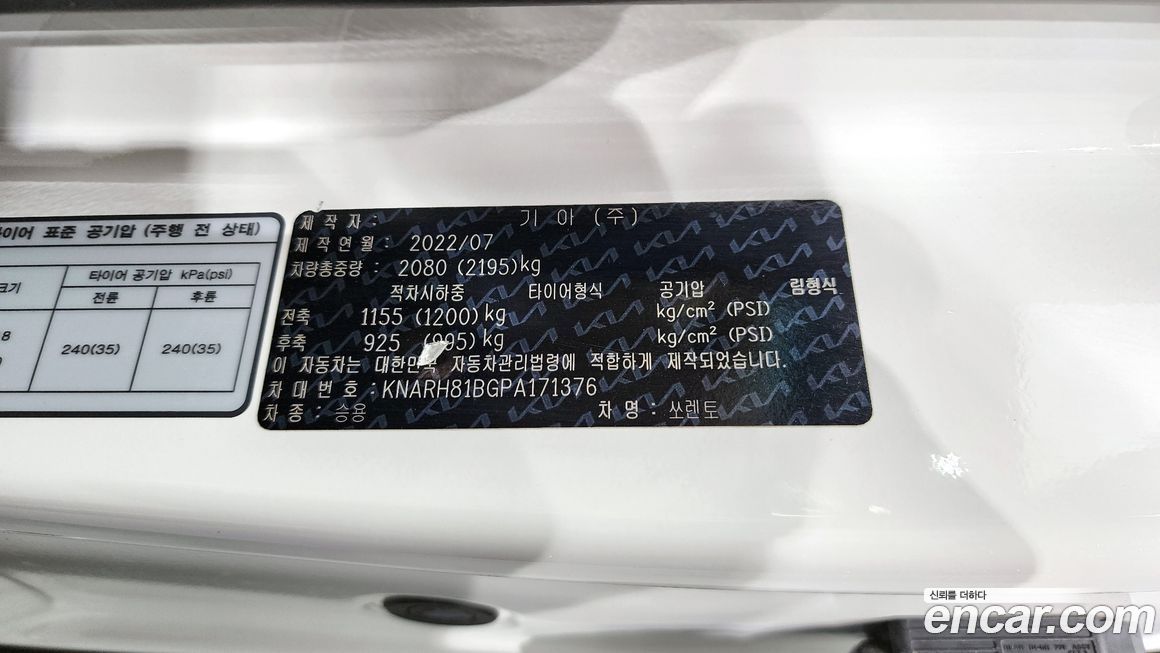 타이어 표준 공기압 (주행 전 상태)
크기
타이어 공기압 kPa(psi)
전륜 후륜
240(35) 240(35)
제작자 : 기아 (주)
제작연월 : 2022/07
차량총중량 : 2080 (2195)kg
적차시하중 타이어형식 공기압 림형식
전축 1155 (1200)kg kg/cm² (PSI)
후축 925 (995)kg kg/cm² (PSI)
이 자동차는 대한민국 자동차관리법령에 적합하게 제작되었습니다.
차대번호 : KNARH81BGPA171376
차종 : 승용 차명 : 쏘렌토
신뢰를 더하다
encar.com